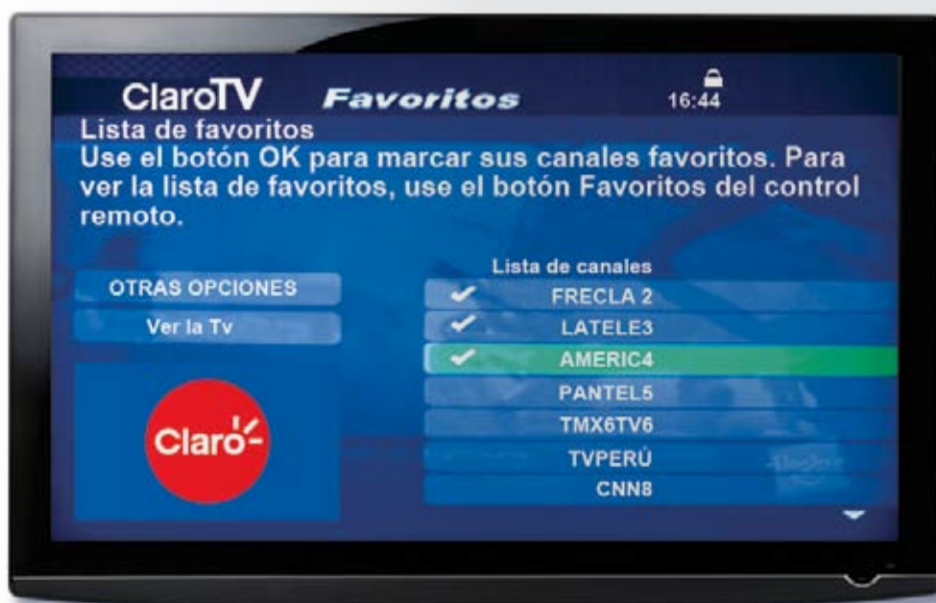 ClaroTV Favoritos 16:44
Lista de favoritos
Use el botón OK para marcar sus canales favoritos. Para
ver la lista de favoritos, use el botón Favoritos del control
remoto.
OTRAS OPCIONES
Ver la Tv
Claro
Lista de canales
FRECLA 2
LATELE3
AMERIC4
PANTEL5
TMX6TV6
TVPERÚ
CNN8